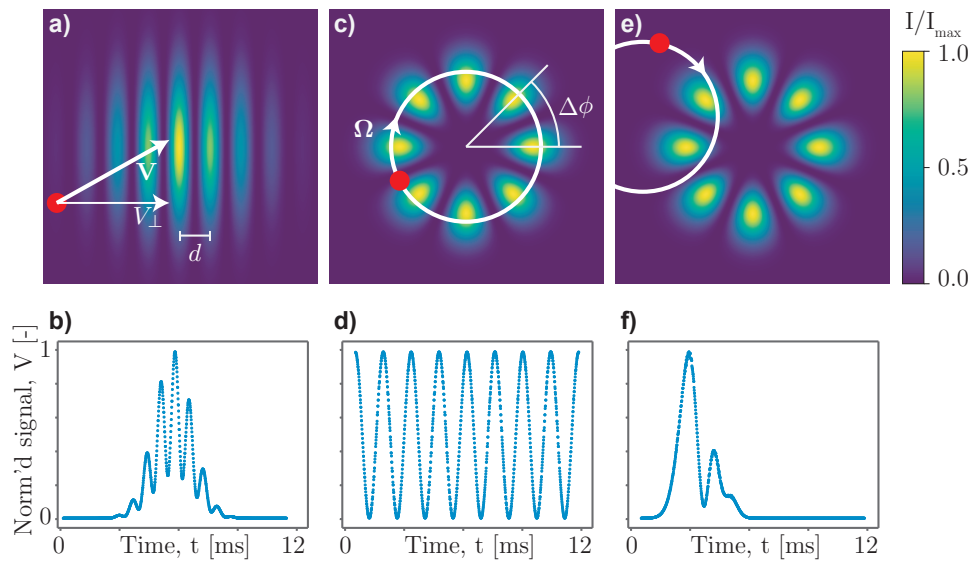 a)
c)
e)
I/Imax
1.0
0.5
0.0
V
V⊥
d
Ω
Δϕ
b)
d)
f)
Norm'd signal, V [-]
1
0
0 Time, t [ms] 12
0 Time, t [ms] 12
0 Time, t [ms] 12